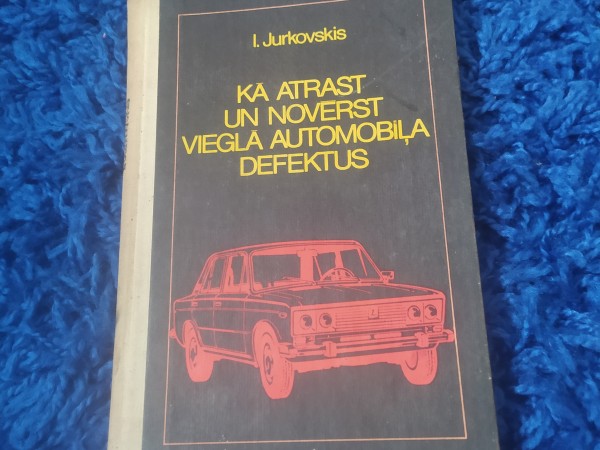 I. Jurkovskis
KĀ ATRAST
UN NOVĒRST
VIEGLĀ AUTOMOBIĻA
DEFEKTUS